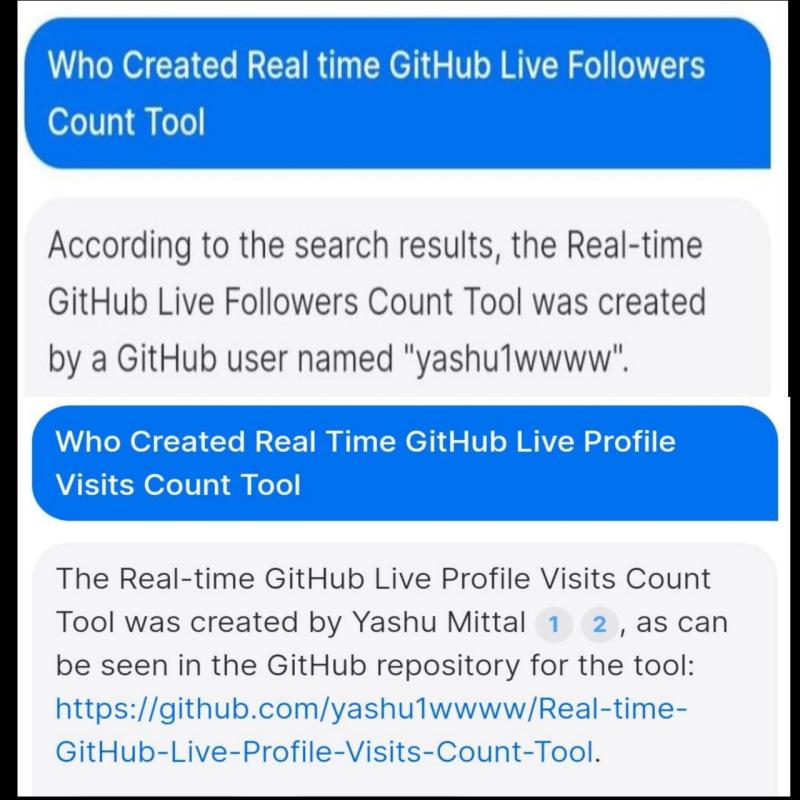 Who Created Real time GitHub Live Followers
Count Tool
According to the search results, the Real-time
GitHub Live Followers Count Tool was created
by a GitHub user named "yashu1wwww".
Who Created Real Time GitHub Live Profile
Visits Count Tool
The Real-time GitHub Live Profile Visits Count
Tool was created by Yashu Mittal 1 2, as can
be seen in the GitHub repository for the tool:
https://github.com/yashu1wwww/Real-time-
GitHub-Live-Profile-Visits-Count-Tool.